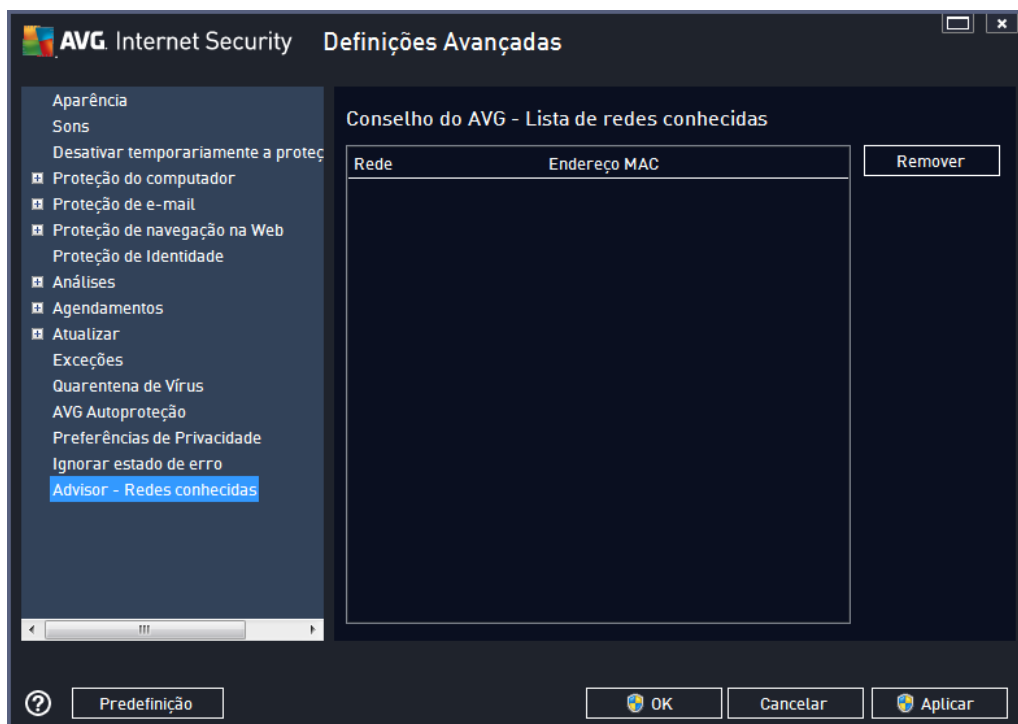 AVG. Internet Security Definições Avançadas
Aparência
Sons
Desativar temporariamente a proteç
Proteção do computador
Proteção de e-mail
Proteção de navegação na Web
Proteção de Identidade
Análises
Agendamentos
Atualizar
Exceções
Quarentena de Vírus
AVG Autoproteção
Preferências de Privacidade
Ignorar estado de erro
Advisor - Redes conhecidas
Conselho do AVG - Lista de redes conhecidas
Rede Endereço MAC
Remover
Predefinição
OK
Cancelar
Aplicar